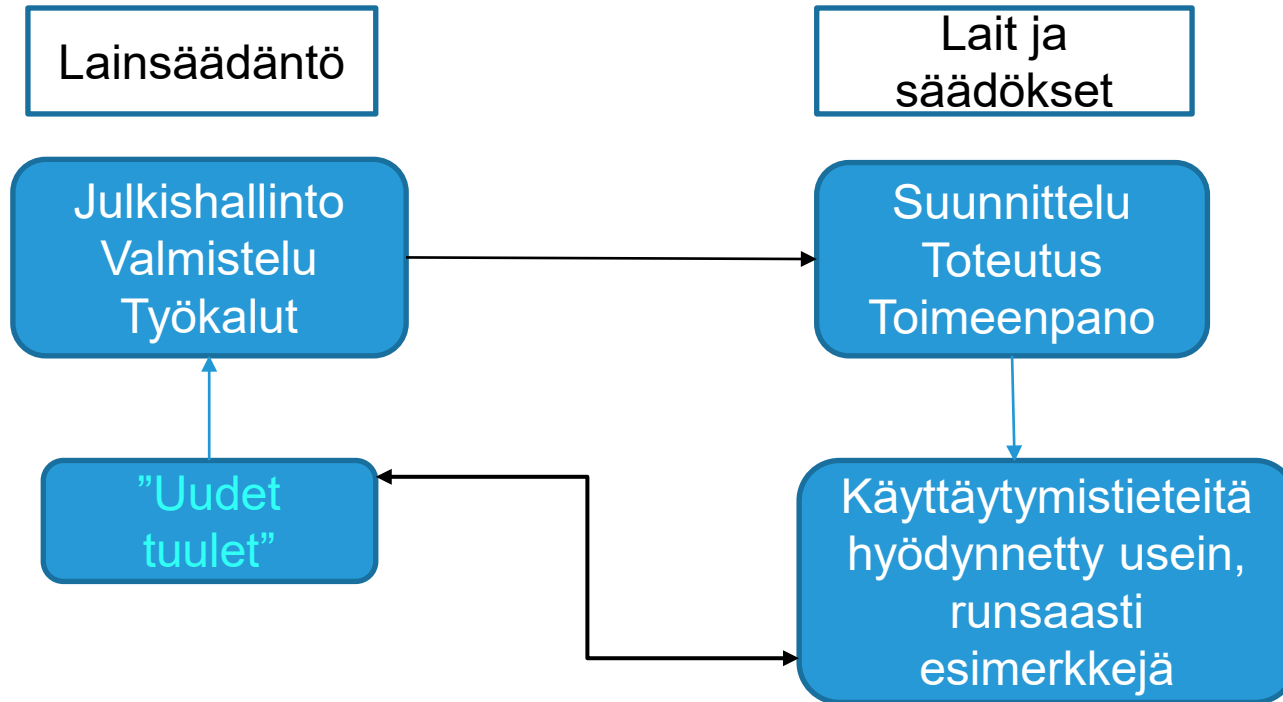 Lainsäädäntö
Lait ja
säädökset
Julkishallinto
Valmistelu
Työkalut
Suunnittelu
Toteutus
Toimeenpano
”Uudet
tuulet”
Käyttäytymistieteitä
hyödynnetty usein,
runsaasti
esimerkkejä